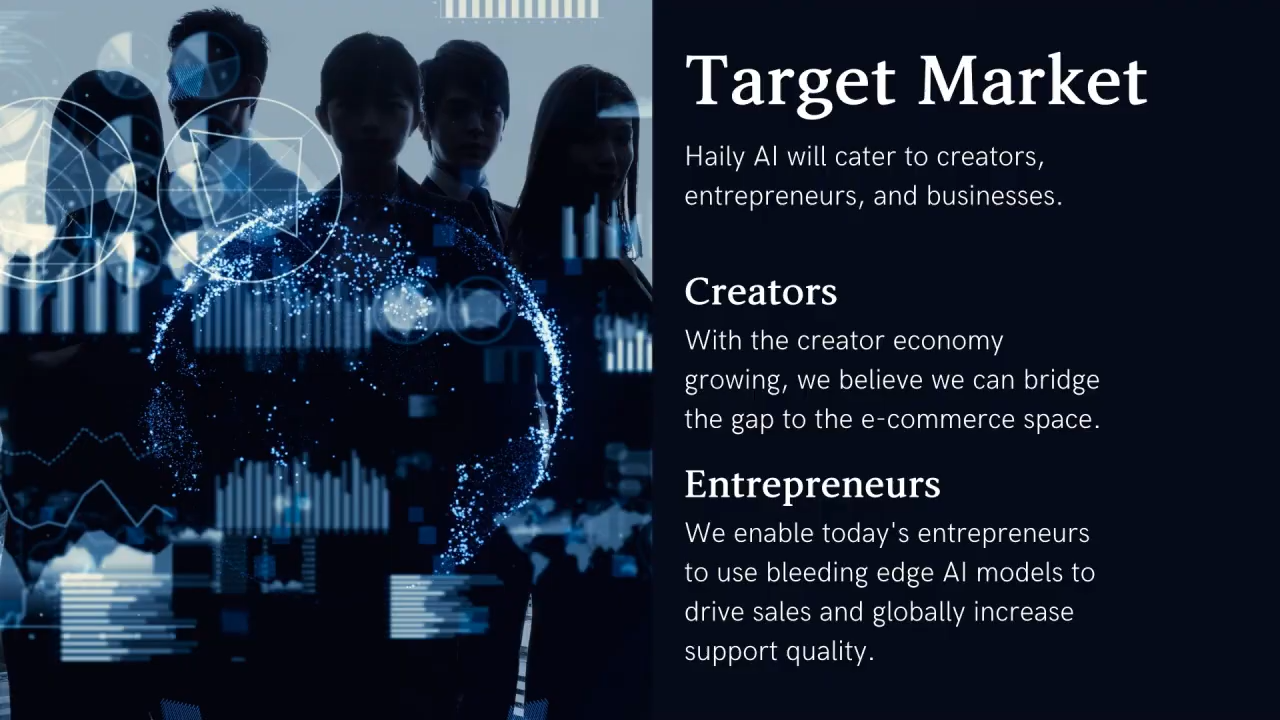 Target Market
Haily AI will cater to creators,
entrepreneurs, and businesses.
Creators
With the creator economy
growing, we believe we can bridge
the gap to the e-commerce space.
Entrepreneurs
We enable today's entrepreneurs
to use bleeding edge AI models to
drive sales and globally increase
support quality.